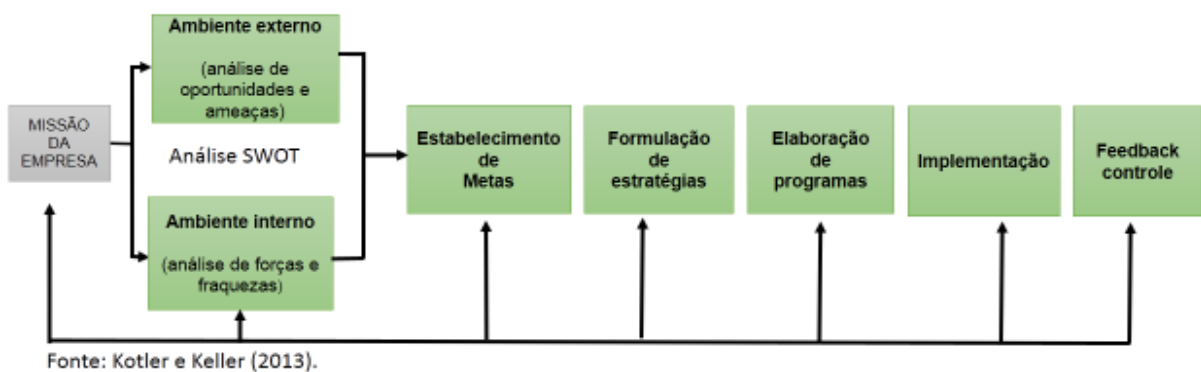 MISSÃO
DA
EMPRESA
Ambiente externo
(análise de
oportunidades e
ameaças)
Análise SWOT
Ambiente interno
(análise de forças e
fraquezas)
Estabelecimento
de
Metas
Formulação
de
estratégias
Elaboração
de
programas
Implementação
Feedback
controle
Fonte: Kotler e Keller (2013).